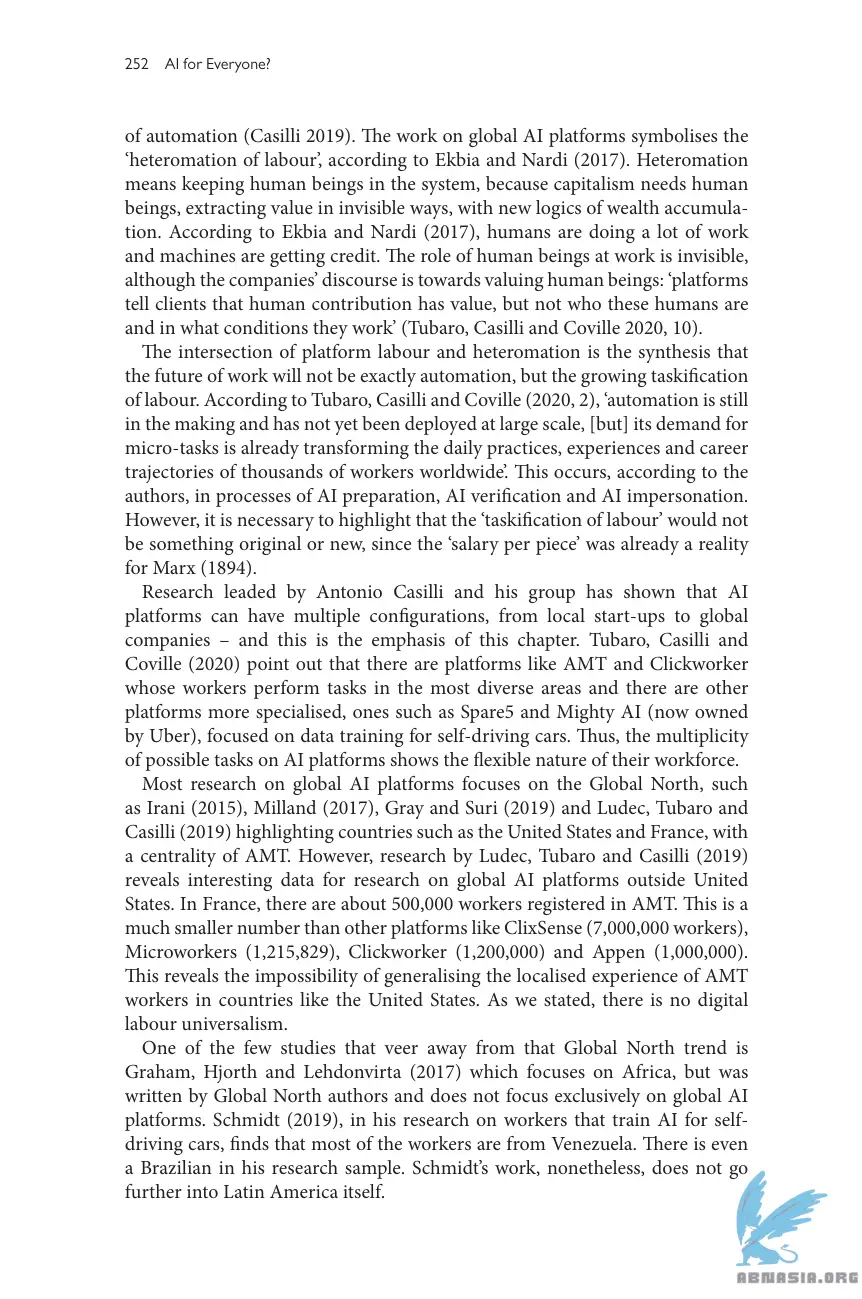 252 AI for Everyone?
of automation (Casilli 2019). The work on global AI platforms symbolises the
‘heteromation of labour’, according to Ekbia and Nardi (2017). Heteromation
means keeping human beings in the system, because capitalism needs human
beings, extracting value in invisible ways, with new logics of wealth accumula-
tion. According to Ekbia and Nardi (2017), humans are doing a lot of work
and machines are getting credit. The role of human beings at work is invisible,
although the companies’ discourse is towards valuing human beings: ‘platforms
tell clients that human contribution has value, but not who these humans are
and in what conditions they work’ (Tubaro, Casilli and Coville 2020, 10).
The intersection of platform labour and heteromation is the synthesis that
the future of work will not be exactly automation, but the growing taskification
of labour. According to Tubaro, Casilli and Coville (2020, 2), ‘automation is still
in the making and has not yet been deployed at large scale, [but] its demand for
micro-tasks is already transforming the daily practices, experiences and career
trajectories of thousands of workers worldwide’. This occurs, according to the
authors, in processes of AI preparation, AI verification and AI impersonation.
However, it is necessary to highlight that the ‘taskification of labour’ would not
be something original or new, since the ‘salary per piece’ was already a reality
for Marx (1894).
Research leaded by Antonio Casilli and his group has shown that AI
platforms can have multiple configurations, from local start-ups to global
companies – and this is the emphasis of this chapter. Tubaro, Casilli and
Coville (2020) point out that there are platforms like AMT and Clickworker
whose workers perform tasks in the most diverse areas and there are other
platforms more specialised, ones such as Spare5 and Mighty AI (now owned
by Uber), focused on data training for self-driving cars. Thus, the multiplicity
of possible tasks on AI platforms shows the flexible nature of their workforce.
Most research on global AI platforms focuses on the Global North, such
as Irani (2015), Milland (2017), Gray and Suri (2019) and Ludec, Tubaro and
Casilli (2019) highlighting countries such as the United States and France, with
a centrality of AMT. However, research by Ludec, Tubaro and Casilli (2019)
reveals interesting data for research on global AI platforms outside United
States. In France, there are about 500,000 workers registered in AMT. This is a
much smaller number than other platforms like ClixSense (7,000,000 workers),
Microworkers (1,215,829), Clickworker (1,200,000) and Appen (1,000,000).
This reveals the impossibility of generalising the localised experience of AMT
workers in countries like the United States. As we stated, there is no digital
labour universalism.
One of the few studies that veer away from that Global North trend is
Graham, Hjorth and Lehdonvirta (2017) which focuses on Africa, but was
written by Global North authors and does not focus exclusively on global AI
platforms. Schmidt (2019), in his research on workers that train AI for self-
driving cars, finds that most of the workers are from Venezuela. There is even
a Brazilian in his research sample. Schmidt’s work, nonetheless, does not go
further into Latin America itself.
ABNASIA.ORG